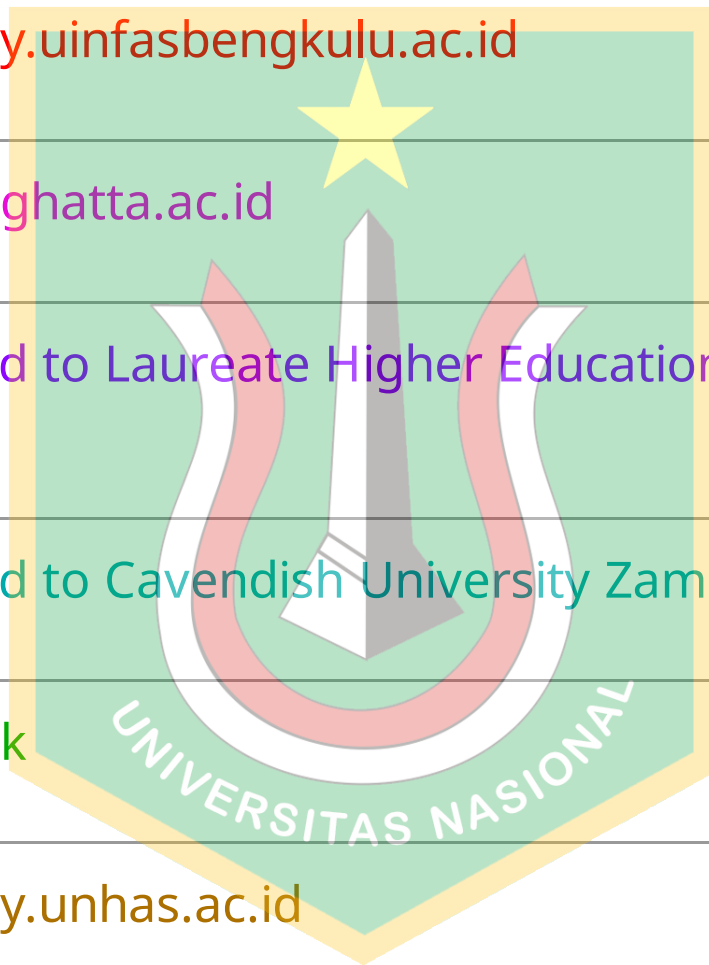 y.uinfasbengkulu.ac.id
ghatta.ac.id
d to Laureate Higher Education
d to Cavendish University Zam
k
UNIVERSITAS NASIONAL
y.unhas.ac.id